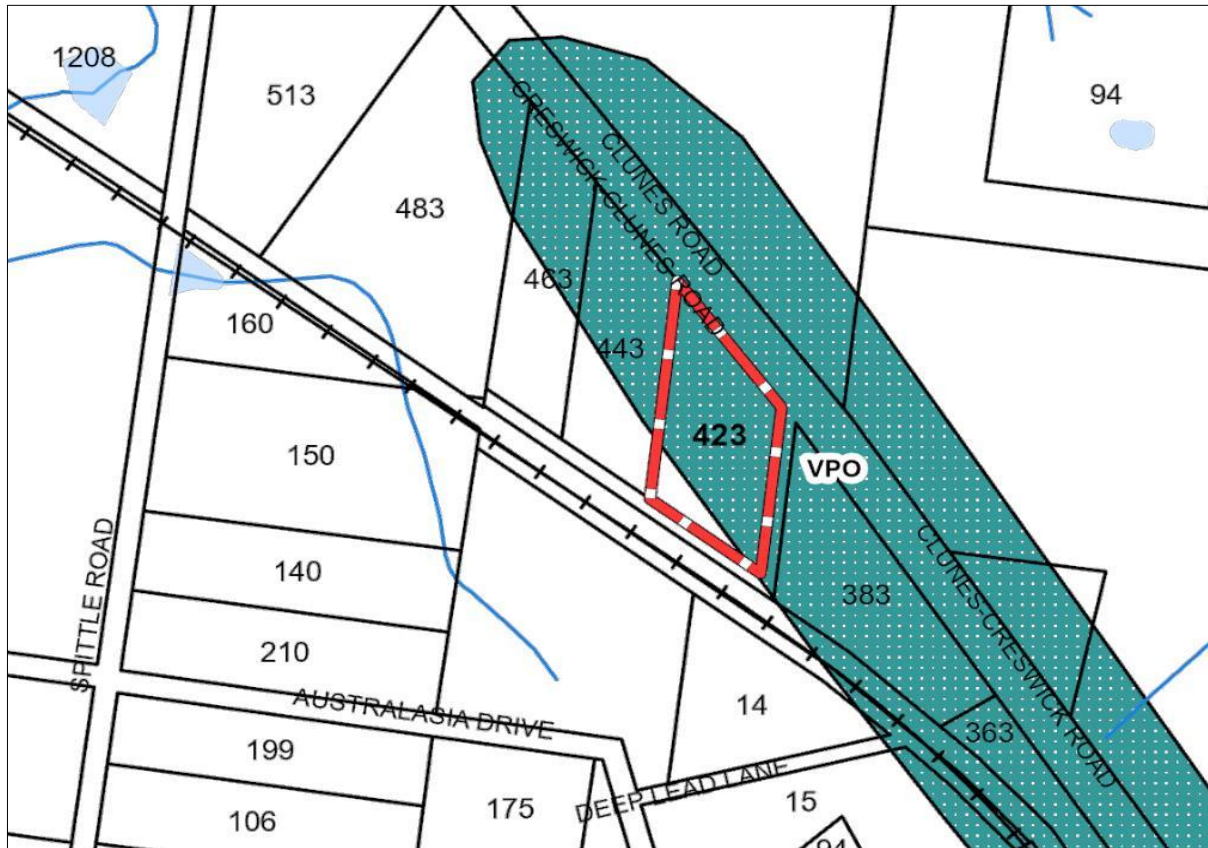 1208
513
94
CRESWICK-CLUNES ROAD
CLUNES ROAD
483
463
160
443
423
150
VPO
SPITTLE ROAD
140
383
CLUNES-CRESWICK ROAD
210
AUSTRALASIA DRIVE
14
363
199
DEEP LEAD LANE
175
15
106